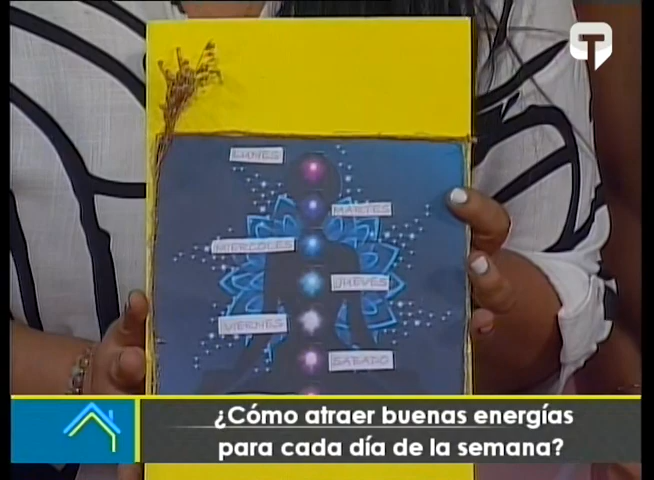 LUNES
MARTES
MIERCOLES
JUEVES
VIERNES
SABADO
¿Cómo atraer buenas energías
para cada día de la semana?